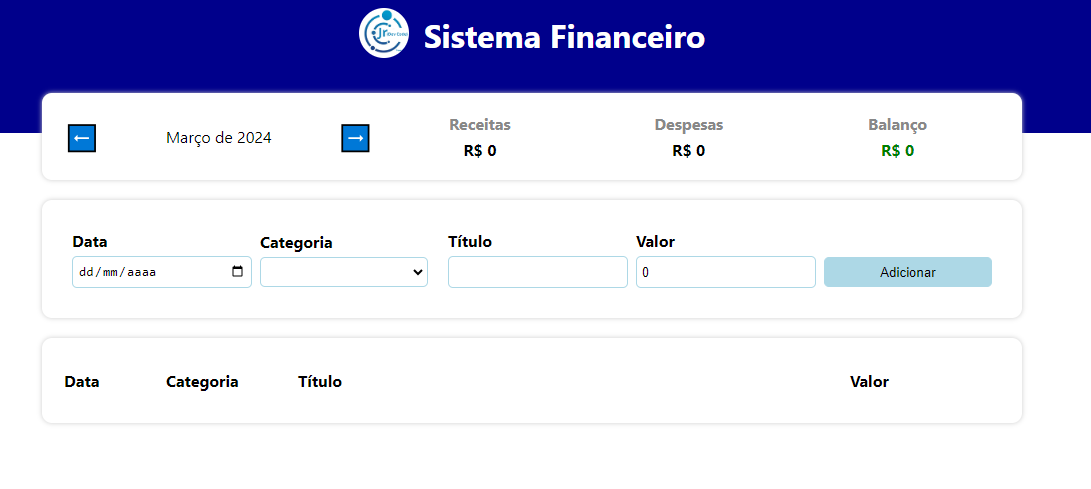 Jr
Sistema Financeiro
← Março de 2024 →
Receitas Despesas Balanço
R$ 0 R$ 0 R$ 0
Data Categoria Título Valor
dd/mm/aaaa 0 Adicionar
Data Categoria Título Valor